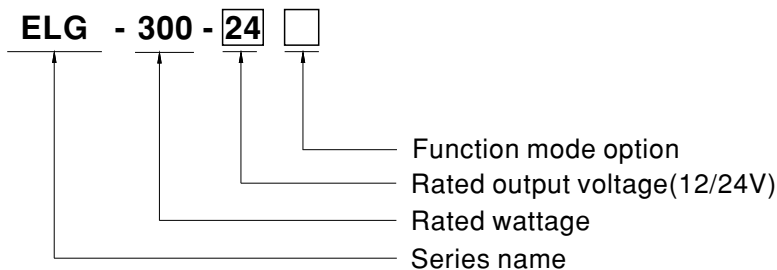 ELG - 300 - 24
Function mode option
Rated output voltage(12/24V)
Rated wattage
Series name